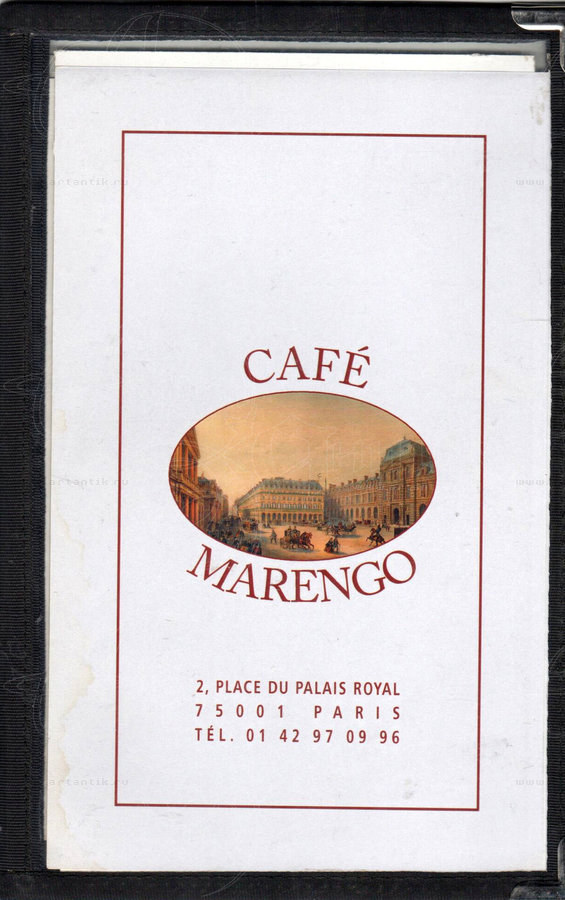 CAFÉ
MARENGO
2, PLACE DU PALAIS ROYAL
75001 PARIS
TÉL. 01 42 97 09 96